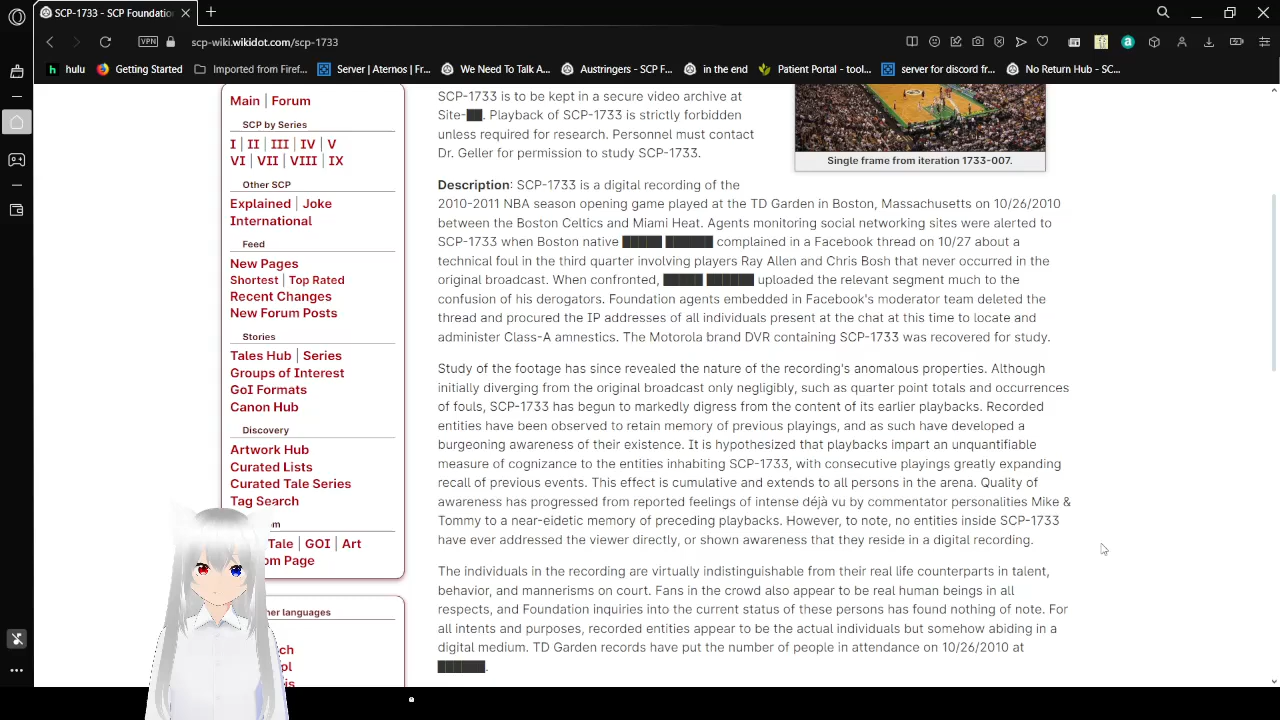 SCP-1733 - SCP Foundatio
scp-wiki.wikidot.com/scp-1733
VPN
hulu
Getting Started
Imported from Firef...
Server | Aternos | Fr...
We Need To Talk A...
Austringers - SCP F...
in the end
Patient Portal - tool...
server for discord fr...
No Return Hub - SC...
Main | Forum
SCP by Series
I | II | III | IV | V
VI | VII | VIII | IX
Other SCP
Explained | Joke
International
Feed
New Pages
Shortest | Top Rated
Recent Changes
New Forum Posts
Stories
Tales Hub | Series
Groups of Interest
GoI Formats
Canon Hub
Discovery
Artwork Hub
Curated Lists
Curated Tale Series
Tag Search
om
Tale | GOI | Art
om Page
her languages
ch
pl
is
SCP-1733 is to be kept in a secure video archive at
Site-██. Playback of SCP-1733 is strictly forbidden
unless required for research. Personnel must contact
Dr. Geller for permission to study SCP-1733.
Single frame from iteration 1733-007.
Description: SCP-1733 is a digital recording of the
2010-2011 NBA season opening game played at the TD Garden in Boston, Massachusetts on 10/26/2010
between the Boston Celtics and Miami Heat. Agents monitoring social networking sites were alerted to
SCP-1733 when Boston native █████ ██████ complained in a Facebook thread on 10/27 about a
technical foul in the third quarter involving players Ray Allen and Chris Bosh that never occurred in the
original broadcast. When confronted, █████ ██████ uploaded the relevant segment much to the
confusion of his derogators. Foundation agents embedded in Facebook's moderator team deleted the
thread and procured the IP addresses of all individuals present at the chat at this time to locate and
administer Class-A amnestics. The Motorola brand DVR containing SCP-1733 was recovered for study.
Study of the footage has since revealed the nature of the recording's anomalous properties. Although
initially diverging from the original broadcast only negligibly, such as quarter point totals and occurrences
of fouls, SCP-1733 has begun to markedly digress from the content of its earlier playbacks. Recorded
entities have been observed to retain memory of previous playings, and as such have developed a
burgeoning awareness of their existence. It is hypothesized that playbacks impart an unquantifiable
measure of cognizance to the entities inhabiting SCP-1733, with consecutive playings greatly expanding
recall of previous events. This effect is cumulative and extends to all persons in the arena. Quality of
awareness has progressed from reported feelings of intense déjà vu by commentator personalities Mike &
Tommy to a near-eidetic memory of preceding playbacks. However, to note, no entities inside SCP-1733
have ever addressed the viewer directly, or shown awareness that they reside in a digital recording.
The individuals in the recording are virtually indistinguishable from their real life counterparts in talent,
behavior, and mannerisms on court. Fans in the crowd also appear to be real human beings in all
respects, and Foundation inquiries into the current status of these persons has found nothing of note. For
all intents and purposes, recorded entities appear to be the actual individuals but somehow abiding in a
digital medium. TD Garden records have put the number of people in attendance on 10/26/2010 at
██████.